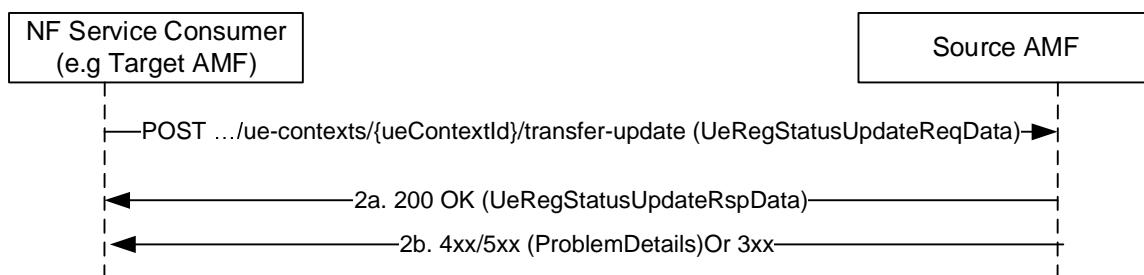 NF Service Consumer
(e.g Target AMF)
Source AMF
POST …/ue-contexts/{ueContextId}/transfer-update (UeRegStatusUpdateReqData)
2a. 200 OK (UeRegStatusUpdateRspData)
2b. 4xx/5xx (ProblemDetails)Or 3xx